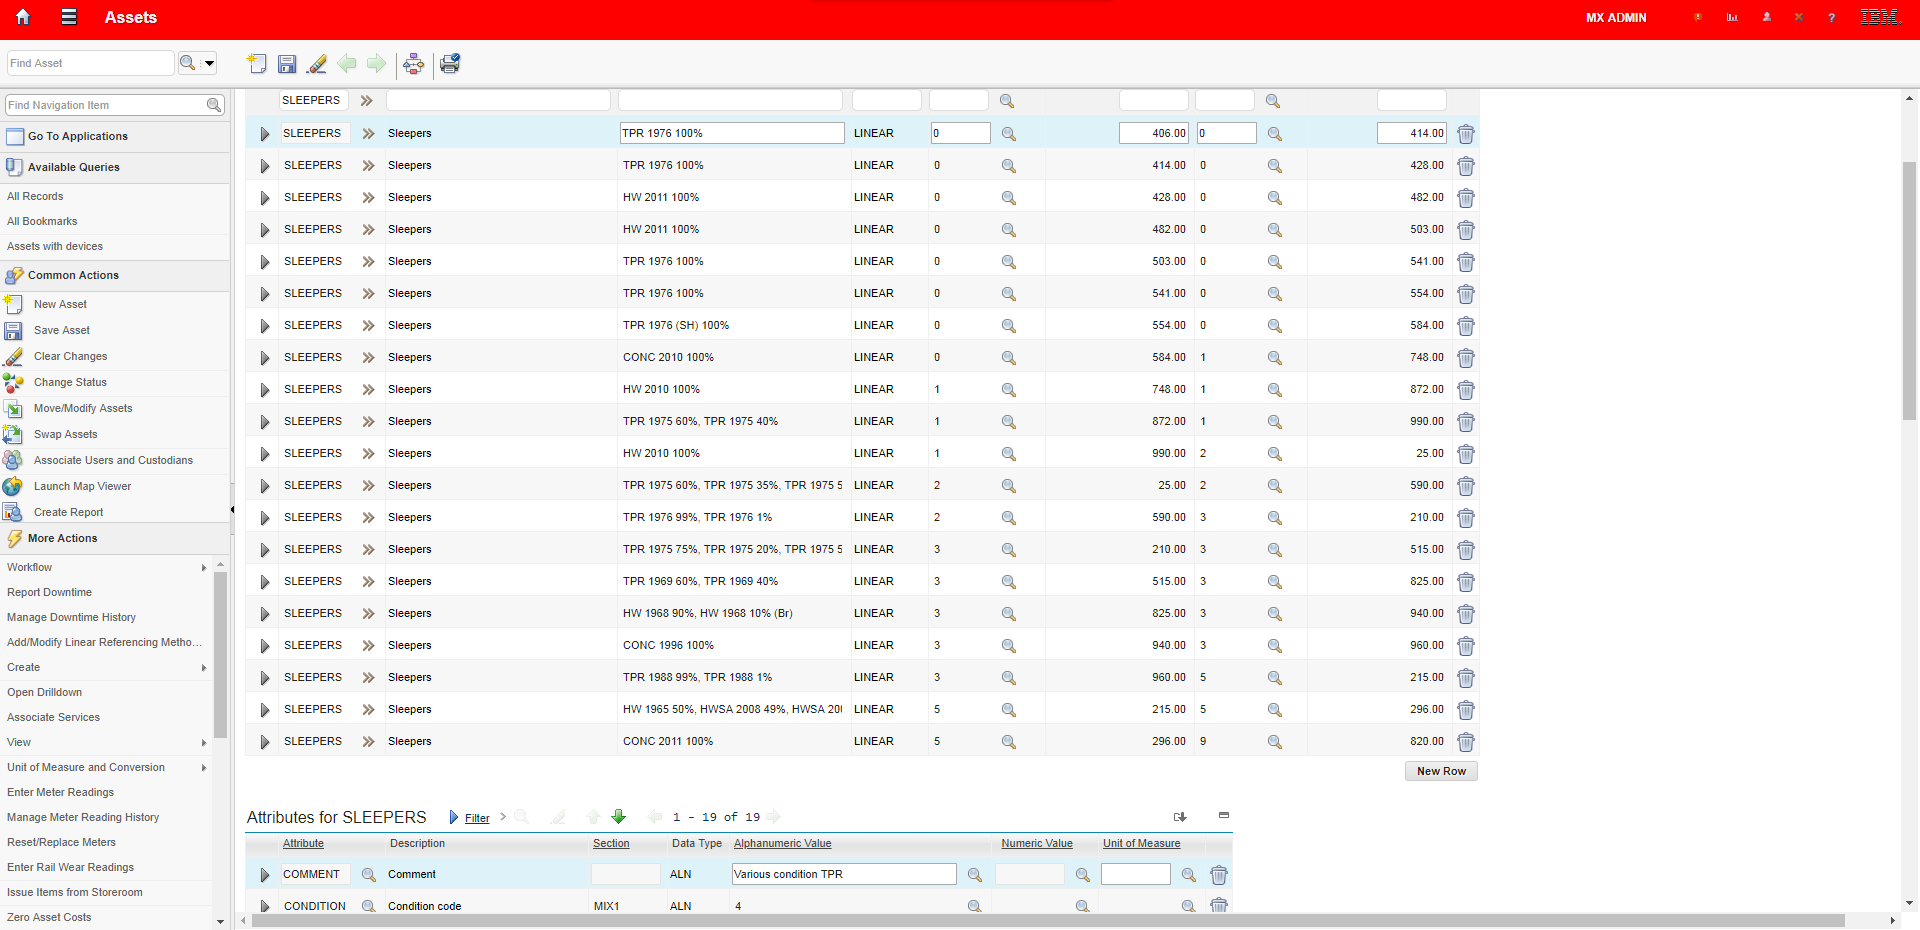 Assets
MX ADMIN
?
IBM.
Find Asset
Find Navigation Item
Go To Applications
Available Queries
All Records
All Bookmarks
Assets with devices
Common Actions
New Asset
Save Asset
Clear Changes
Change Status
Move/Modify Assets
Swap Assets
Associate Users and Custodians
Launch Map Viewer
Create Report
More Actions
Workflow
Report Downtime
Manage Downtime History
Add/Modify Linear Referencing Metho...
Create
Open Drilldown
Associate Services
View
Unit of Measure and Conversion
Enter Meter Readings
Manage Meter Reading History
Reset/Replace Meters
Enter Rail Wear Readings
Issue Items from Storeroom
Zero Asset Costs
SLEEPERS
SLEEPERS Sleepers TPR 1976 100% LINEAR 0 406.00 0 414.00
SLEEPERS Sleepers TPR 1976 100% LINEAR 0 414.00 0 428.00
SLEEPERS Sleepers HW 2011 100% LINEAR 0 428.00 0 482.00
SLEEPERS Sleepers HW 2011 100% LINEAR 0 482.00 0 503.00
SLEEPERS Sleepers TPR 1976 100% LINEAR 0 503.00 0 541.00
SLEEPERS Sleepers TPR 1976 100% LINEAR 0 541.00 0 554.00
SLEEPERS Sleepers TPR 1976 (SH) 100% LINEAR 0 554.00 0 584.00
SLEEPERS Sleepers CONC 2010 100% LINEAR 0 584.00 1 748.00
SLEEPERS Sleepers HW 2010 100% LINEAR 1 748.00 1 872.00
SLEEPERS Sleepers TPR 1975 60%, TPR 1975 40% LINEAR 1 872.00 1 990.00
SLEEPERS Sleepers HW 2010 100% LINEAR 1 990.00 2 25.00
SLEEPERS Sleepers TPR 1975 60%, TPR 1975 35%, TPR 1975 5 LINEAR 2 25.00 2 590.00
SLEEPERS Sleepers TPR 1976 99%, TPR 1976 1% LINEAR 2 590.00 3 210.00
SLEEPERS Sleepers TPR 1975 75%, TPR 1975 20%, TPR 1975 5 LINEAR 3 210.00 3 515.00
SLEEPERS Sleepers TPR 1969 60%, TPR 1969 40% LINEAR 3 515.00 3 825.00
SLEEPERS Sleepers HW 1968 90%, HW 1968 10% (Br) LINEAR 3 825.00 3 940.00
SLEEPERS Sleepers CONC 1996 100% LINEAR 3 940.00 3 960.00
SLEEPERS Sleepers TPR 1988 99%, TPR 1988 1% LINEAR 3 960.00 5 215.00
SLEEPERS Sleepers HW 1965 50%, HWSA 2008 49%, HWSA 20 LINEAR 5 215.00 5 296.00
SLEEPERS Sleepers CONC 2011 100% LINEAR 5 296.00 9 820.00
New Row
Attributes for SLEEPERS Filter 1 - 19 of 19
Attribute Description Section Data Type Alphanumeric Value Numeric Value Unit of Measure
COMMENT Comment ALN Various condition TPR
CONDITION Condition code MIX1 ALN 4